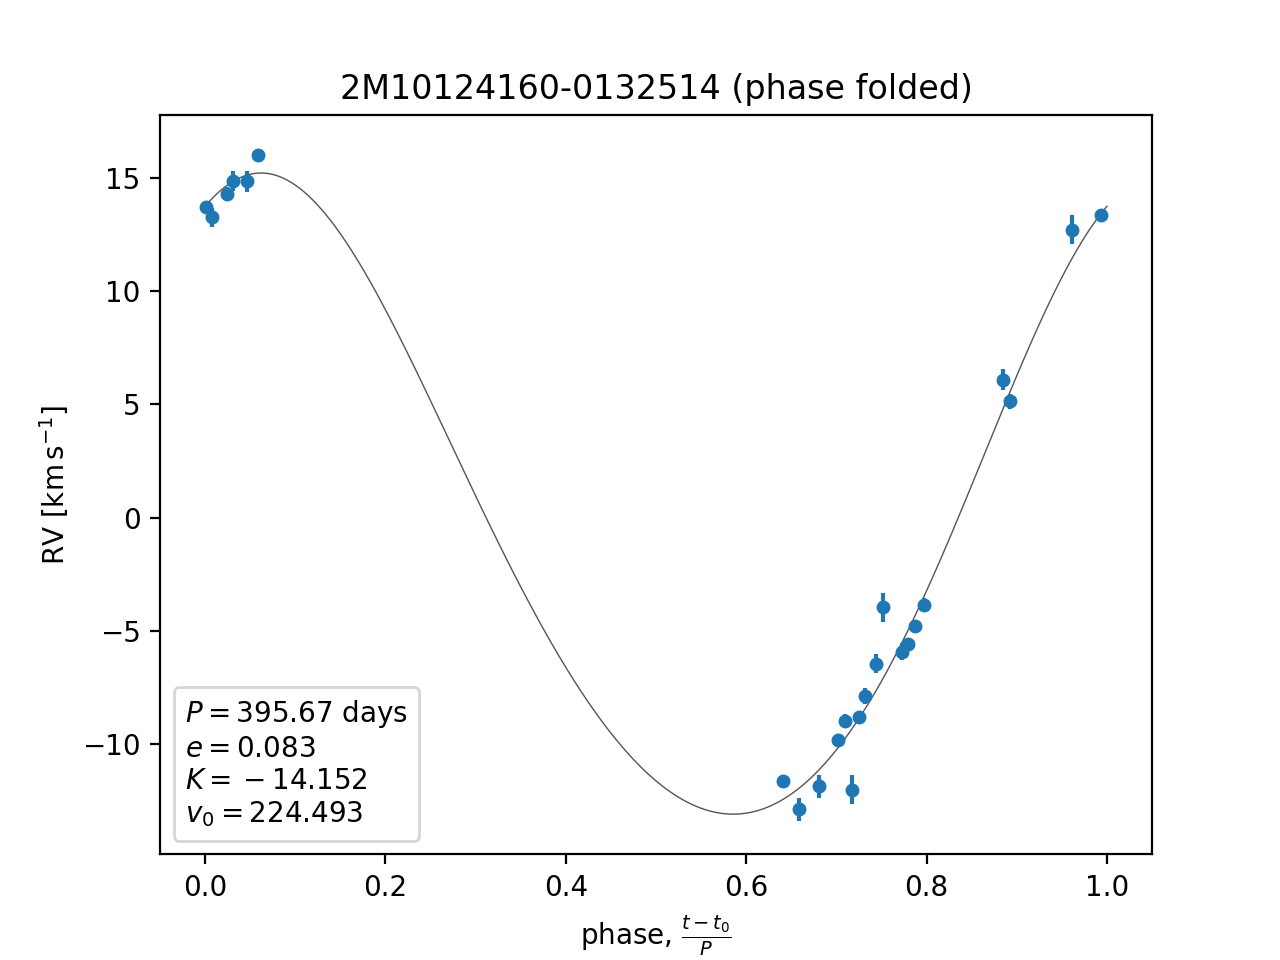 2M10124160-0132514 (phase folded)
RV [km s⁻¹]
15
10
5
0
−5
−10
P = 395.67 days
e = 0.083
K = −14.152
v₀ = 224.493
0.0 0.2 0.4 0.6 0.8 1.0
phase, (t − t₀)/P